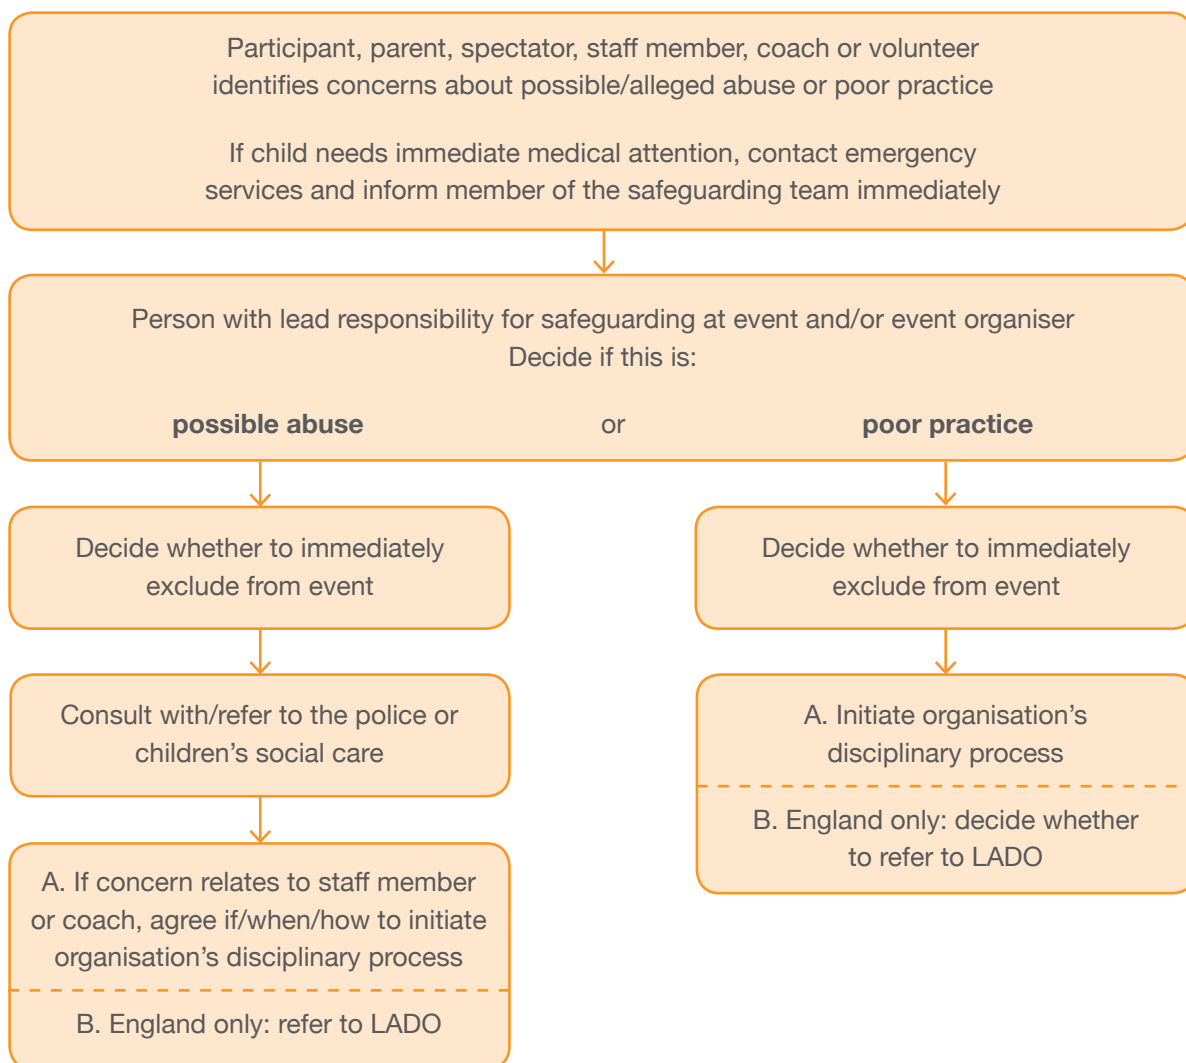 Participant, parent, spectator, staff member, coach or volunteer
identifies concerns about possible/alleged abuse or poor practice
If child needs immediate medical attention, contact emergency
services and inform member of the safeguarding team immediately
Person with lead responsibility for safeguarding at event and/or event organiser
Decide if this is:
possible abuse or poor practice
Decide whether to immediately
exclude from event
Consult with/refer to the police or
children’s social care
A. If concern relates to staff member
or coach, agree if/when/how to initiate
organisation’s disciplinary process
B. England only: refer to LADO
Decide whether to immediately
exclude from event
A. Initiate organisation’s
disciplinary process
B. England only: decide whether
to refer to LADO